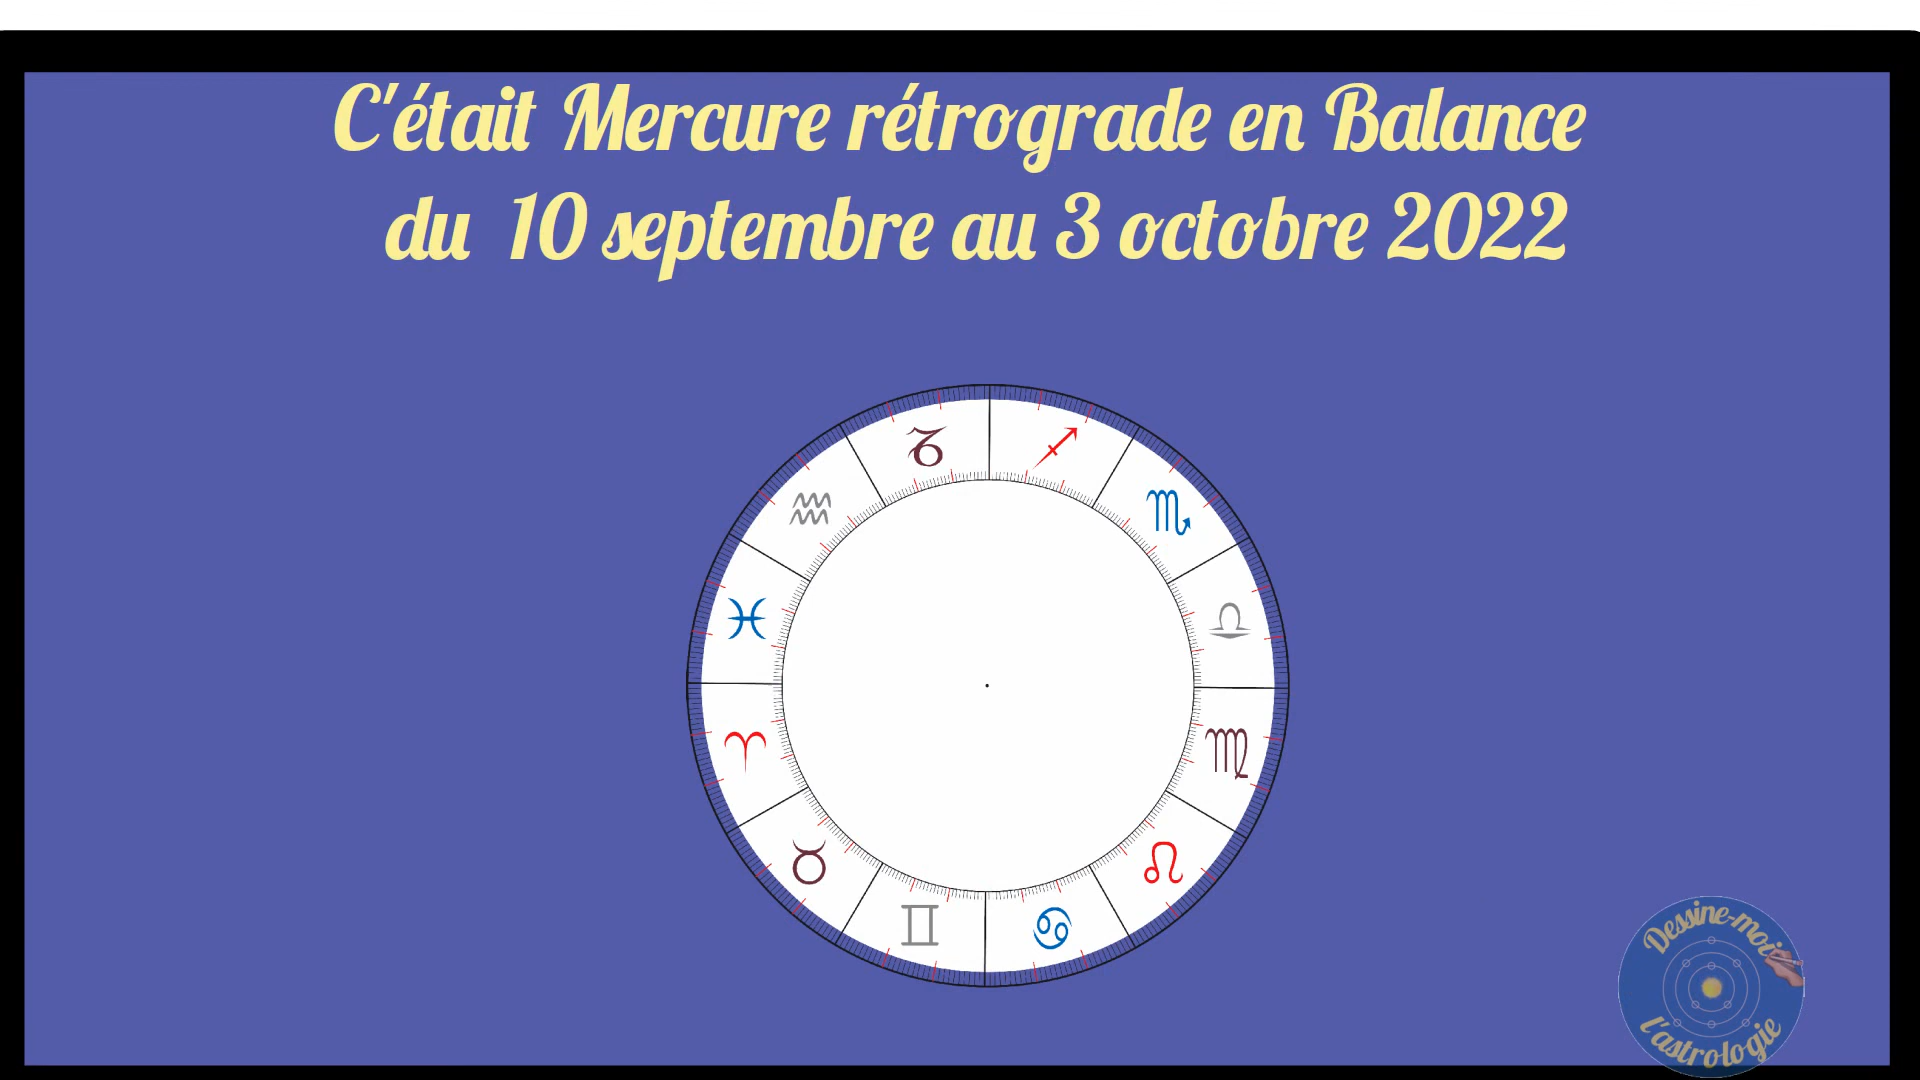 C'était Mercure rétrograde en Balance
du 10 septembre au 3 octobre 2022
Dessine-moi
l'astrologie